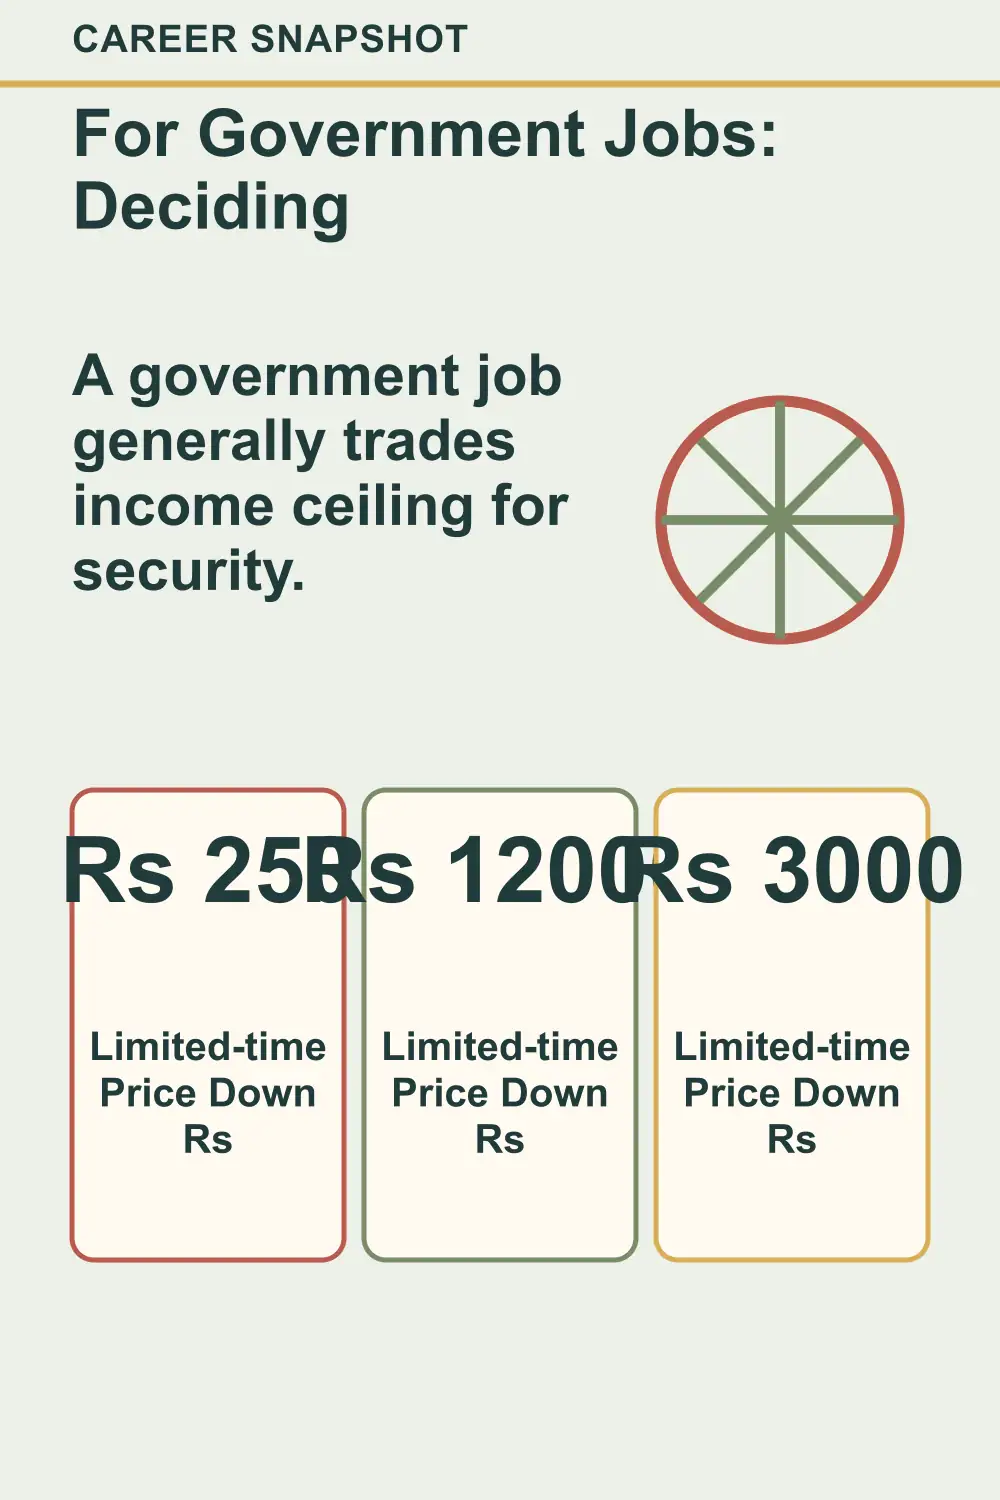 CAREER SNAPSHOT
For Government Jobs:
Deciding
A government job
generally trades
income ceiling for
security.
Rs 250 Rs 1200 Rs 3000
Limited-time
Price Down
Rs
Limited-time
Price Down
Rs
Limited-time
Price Down
Rs